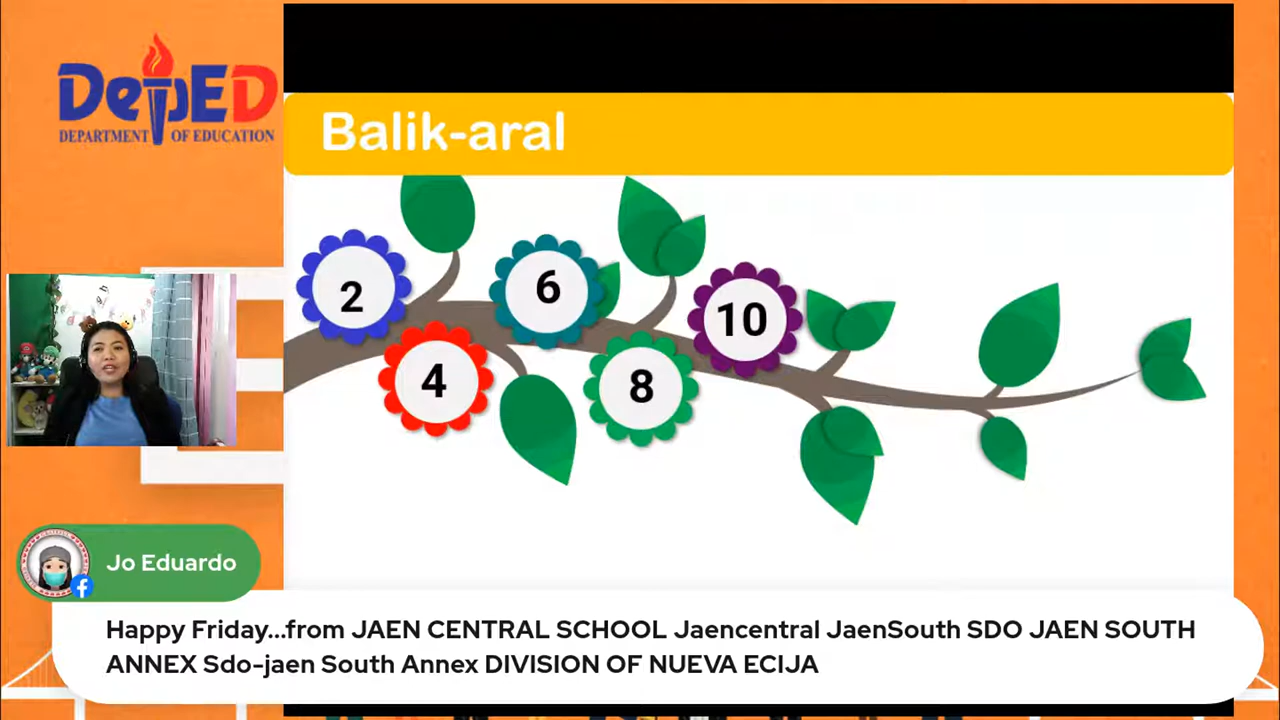 DepED
DEPARTMENT OF EDUCATION
Balik-aral
2
6
10
4
8
Jo Eduardo
Happy Friday...from JAEN CENTRAL SCHOOL Jaencentral JaenSouth SDO JAEN SOUTH
ANNEX Sdo-jaen South Annex DIVISION OF NUEVA ECIJA